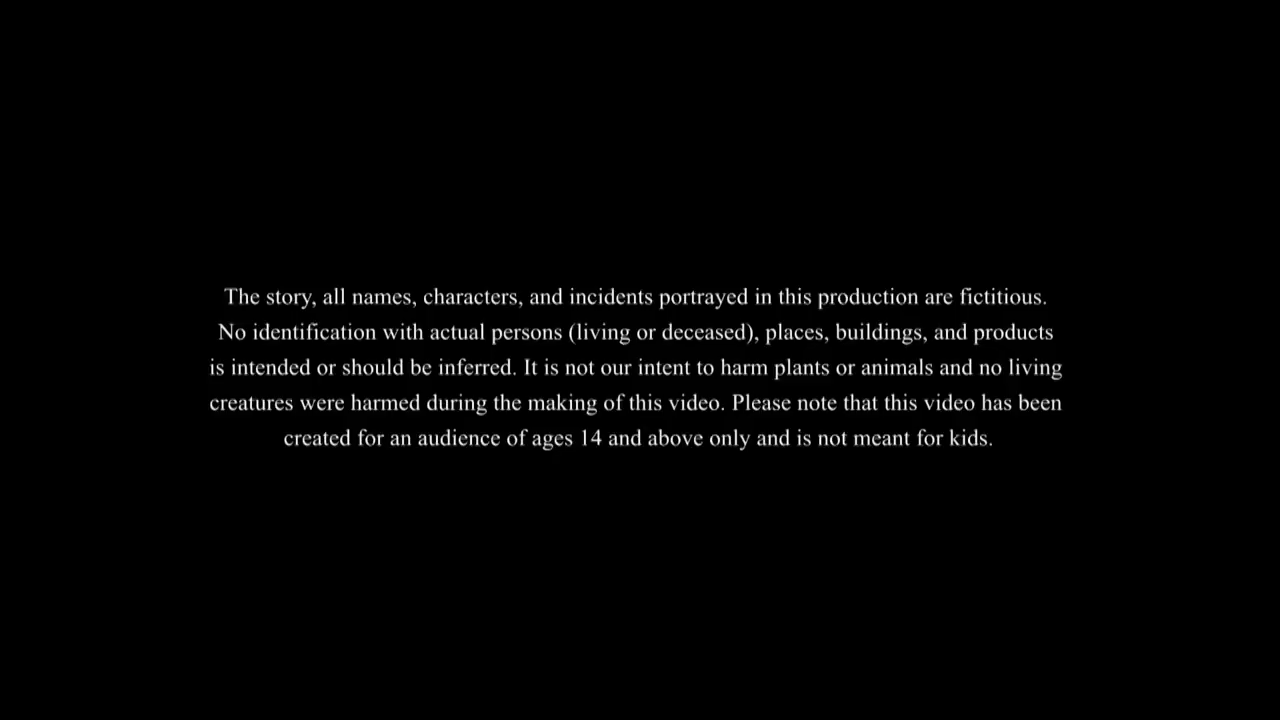 The story, all names, characters, and incidents portrayed in this production are fictitious.
No identification with actual persons (living or deceased), places, buildings, and products
is intended or should be inferred. It is not our intent to harm plants or animals and no living
creatures were harmed during the making of this video. Please note that this video has been
created for an audience of ages 14 and above only and is not meant for kids.